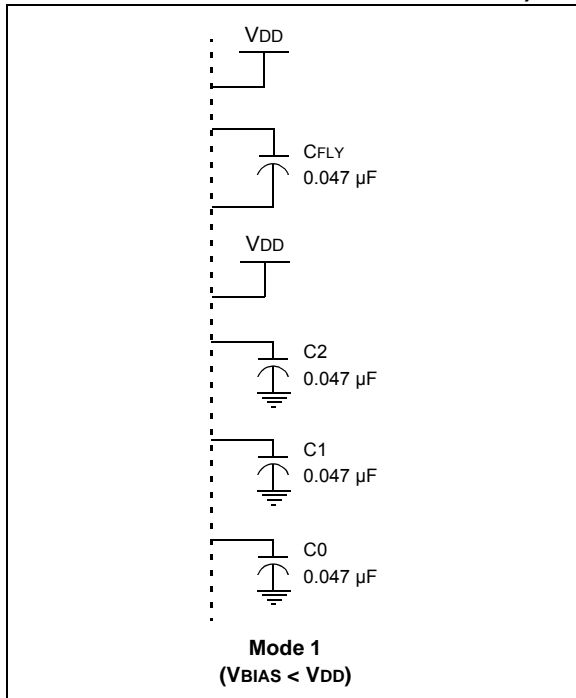 VDD
CFLY
0.047 µF
VDD
C2
0.047 µF
C1
0.047 µF
C0
0.047 µF
Mode 1
(VBIAS < VDD)